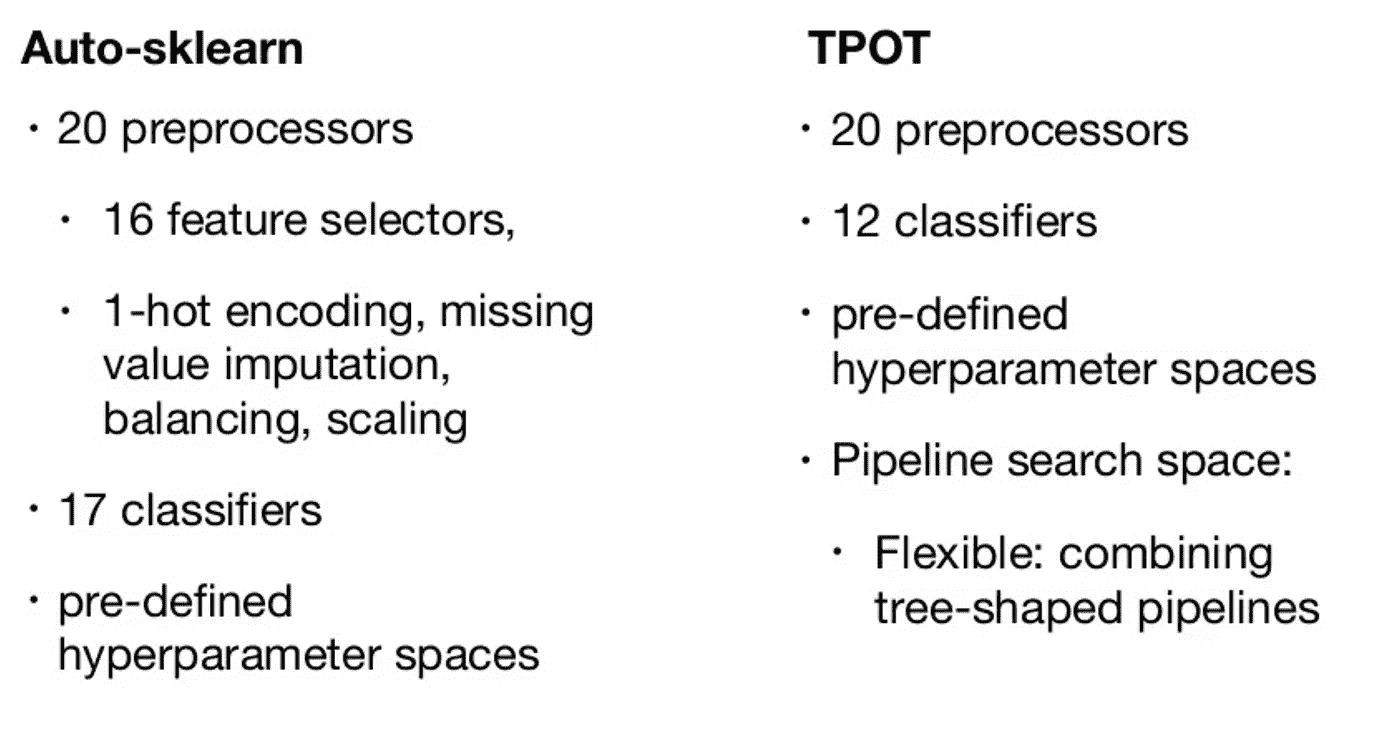 Auto-sklearn
· 20 preprocessors
· 16 feature selectors,
· 1-hot encoding, missing
value imputation,
balancing, scaling
· 17 classifiers
· pre-defined
hyperparameter spaces
TPOT
· 20 preprocessors
· 12 classifiers
· pre-defined
hyperparameter spaces
· Pipeline search space:
· Flexible: combining
tree-shaped pipelines